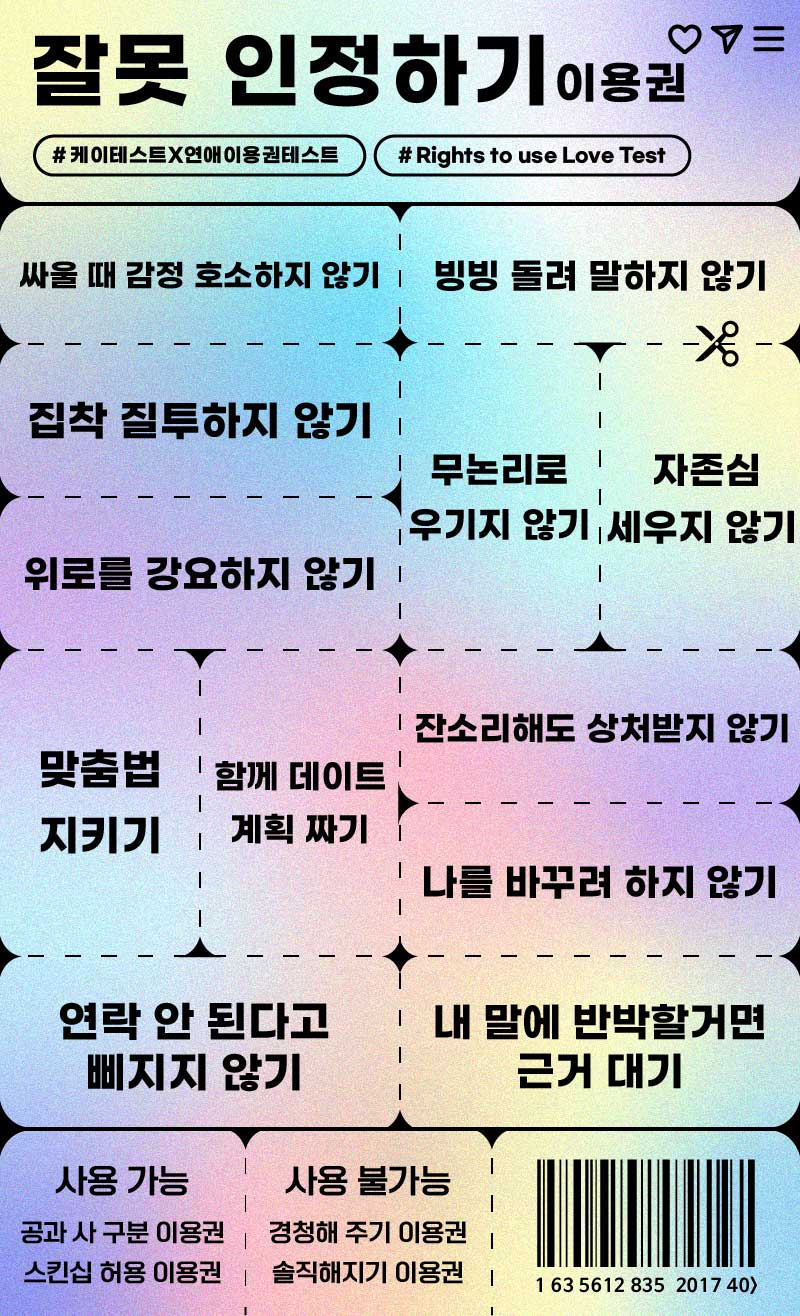 잘못 인정하기 이용권
# 케이테스트X연애이용권테스트 # Rights to use Love Test
싸울 때 감정 호소하지 않기
빙빙 돌려 말하지 않기
집착 질투하지 않기
위로를 강요하지 않기
무논리로
우기지 않기
자존심
세우지 않기
맞춤법
지키기
함께 데이트
계획 짜기
잔소리해도 상처받지 않기
나를 바꾸려 하지 않기
연락 안 된다고
삐지지 않기
내 말에 반박할거면
근거 대기
사용 가능
공과 사 구분 이용권
스킨십 허용 이용권
사용 불가능
경청해 주기 이용권
솔직해지기 이용권
1 63 5612 835 2017 40〉